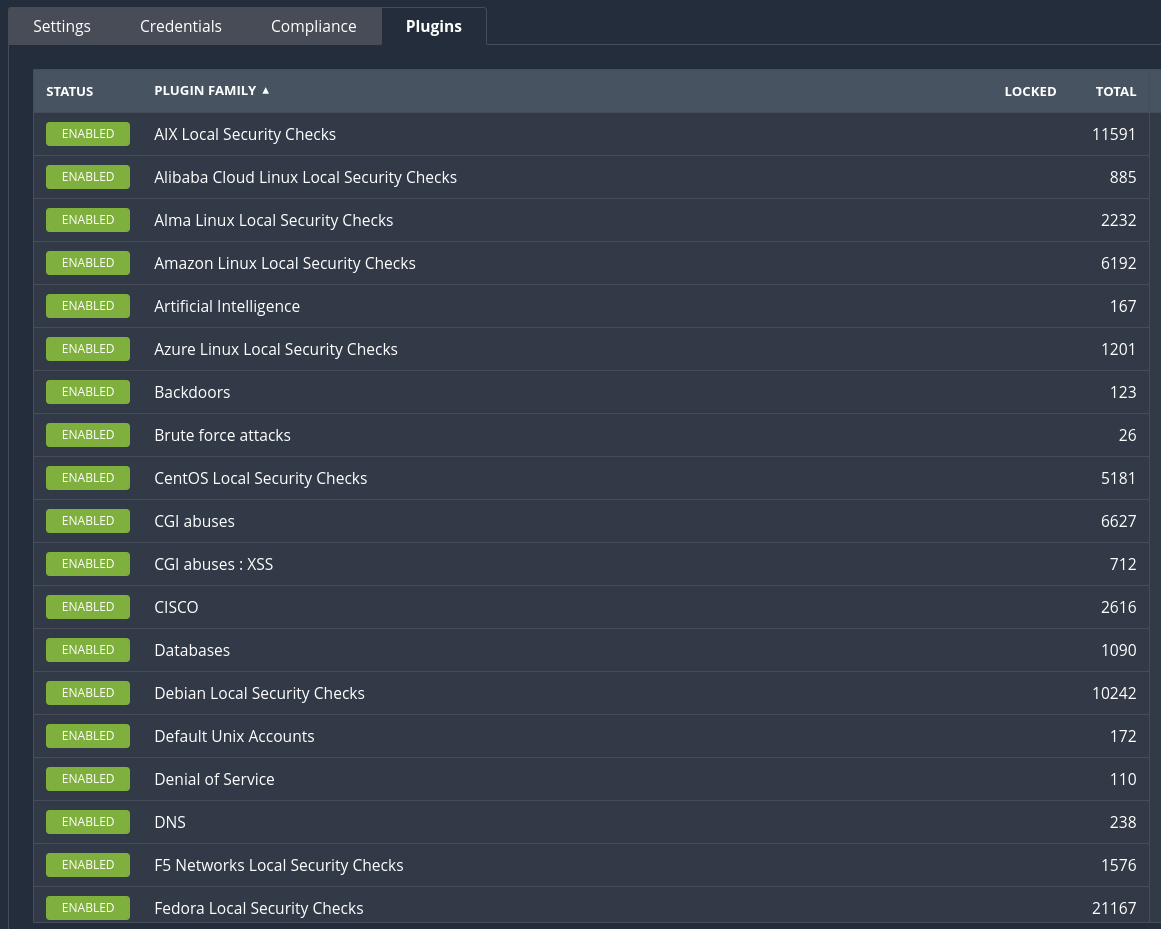 Settings Credentials Compliance Plugins
STATUS PLUGIN FAMILY ▲ LOCKED TOTAL
ENABLED AIX Local Security Checks 11591
ENABLED Alibaba Cloud Linux Local Security Checks 885
ENABLED Alma Linux Local Security Checks 2232
ENABLED Amazon Linux Local Security Checks 6192
ENABLED Artificial Intelligence 167
ENABLED Azure Linux Local Security Checks 1201
ENABLED Backdoors 123
ENABLED Brute force attacks 26
ENABLED CentOS Local Security Checks 5181
ENABLED CGI abuses 6627
ENABLED CGI abuses : XSS 712
ENABLED CISCO 2616
ENABLED Databases 1090
ENABLED Debian Local Security Checks 10242
ENABLED Default Unix Accounts 172
ENABLED Denial of Service 110
ENABLED DNS 238
ENABLED F5 Networks Local Security Checks 1576
ENABLED Fedora Local Security Checks 21167